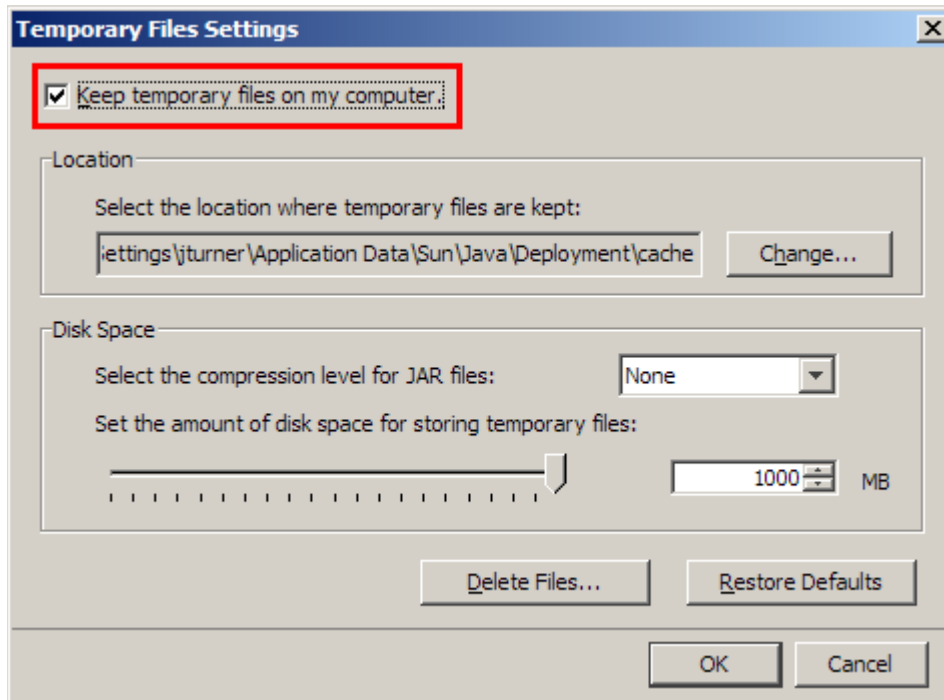 Temporary Files Settings
Keep temporary files on my computer.
Location
Select the location where temporary files are kept:
ettings\jturner\Application Data\Sun\Java\Deployment\cache
Change...
Disk Space
Select the compression level for JAR files:
None
Set the amount of disk space for storing temporary files:
1000
MB
Delete Files...
Restore Defaults
OK
Cancel